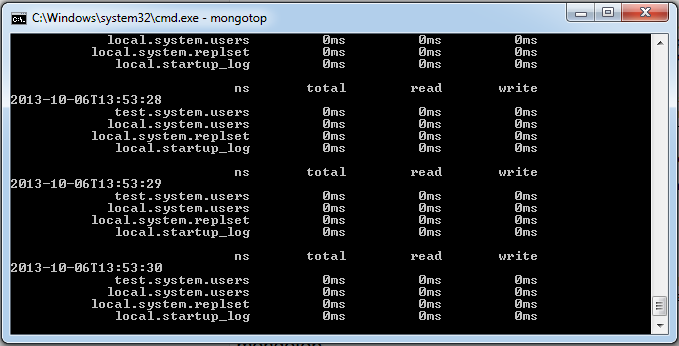 C:\Windows\system32\cmd.exe - mongotop
local.system.users 0ms 0ms 0ms
local.system.replset 0ms 0ms 0ms
local.startup_log 0ms 0ms 0ms
ns total read write
2013-10-06T13:53:28
test.system.users 0ms 0ms 0ms
local.system.users 0ms 0ms 0ms
local.system.replset 0ms 0ms 0ms
local.startup_log 0ms 0ms 0ms
ns total read write
2013-10-06T13:53:29
test.system.users 0ms 0ms 0ms
local.system.users 0ms 0ms 0ms
local.system.replset 0ms 0ms 0ms
local.startup_log 0ms 0ms 0ms
ns total read write
2013-10-06T13:53:30
test.system.users 0ms 0ms 0ms
local.system.users 0ms 0ms 0ms
local.system.replset 0ms 0ms 0ms
local.startup_log 0ms 0ms 0ms